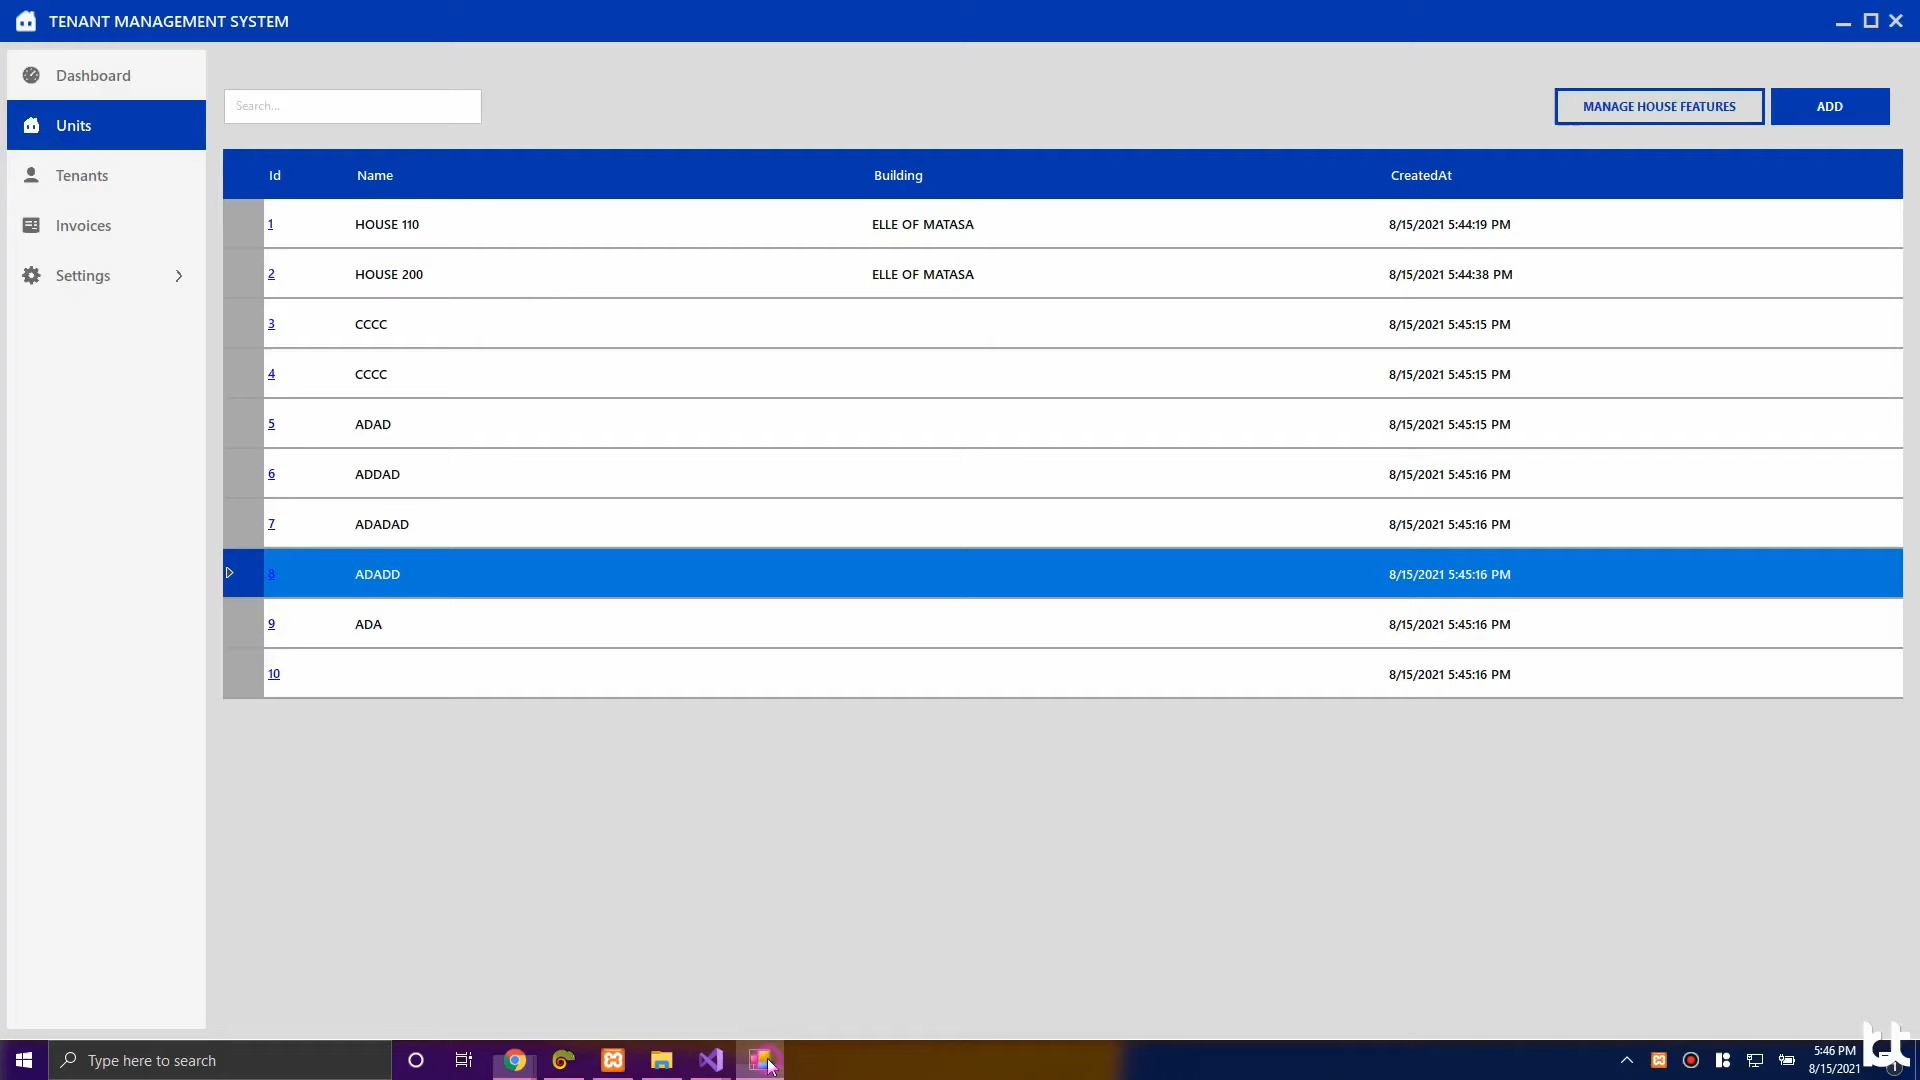 TENANT MANAGEMENT SYSTEM
Dashboard
Units
Tenants
Invoices
Settings
Search...
MANAGE HOUSE FEATURES
ADD
Id Name Building CreatedAt
1 HOUSE 110 ELLE OF MATASA 8/15/2021 5:44:19 PM
2 HOUSE 200 ELLE OF MATASA 8/15/2021 5:44:38 PM
3 CCCC 8/15/2021 5:45:15 PM
4 CCCC 8/15/2021 5:45:15 PM
5 ADAD 8/15/2021 5:45:15 PM
6 ADDAD 8/15/2021 5:45:16 PM
7 ADADAD 8/15/2021 5:45:16 PM
8 ADADD 8/15/2021 5:45:16 PM
9 ADA 8/15/2021 5:45:16 PM
10 8/15/2021 5:45:16 PM
Type here to search
5:46 PM
8/15/2021